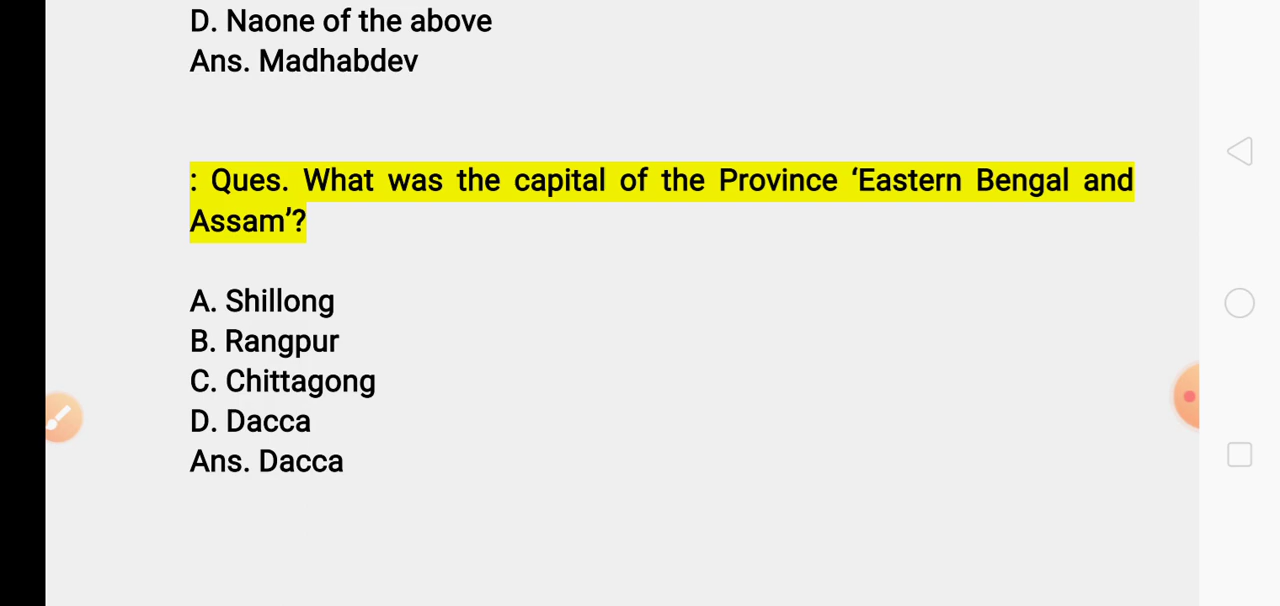 D. Naone of the above
Ans. Madhabdev
: Ques. What was the capital of the Province ‘Eastern Bengal and
Assam’?
A. Shillong
B. Rangpur
C. Chittagong
D. Dacca
Ans. Dacca